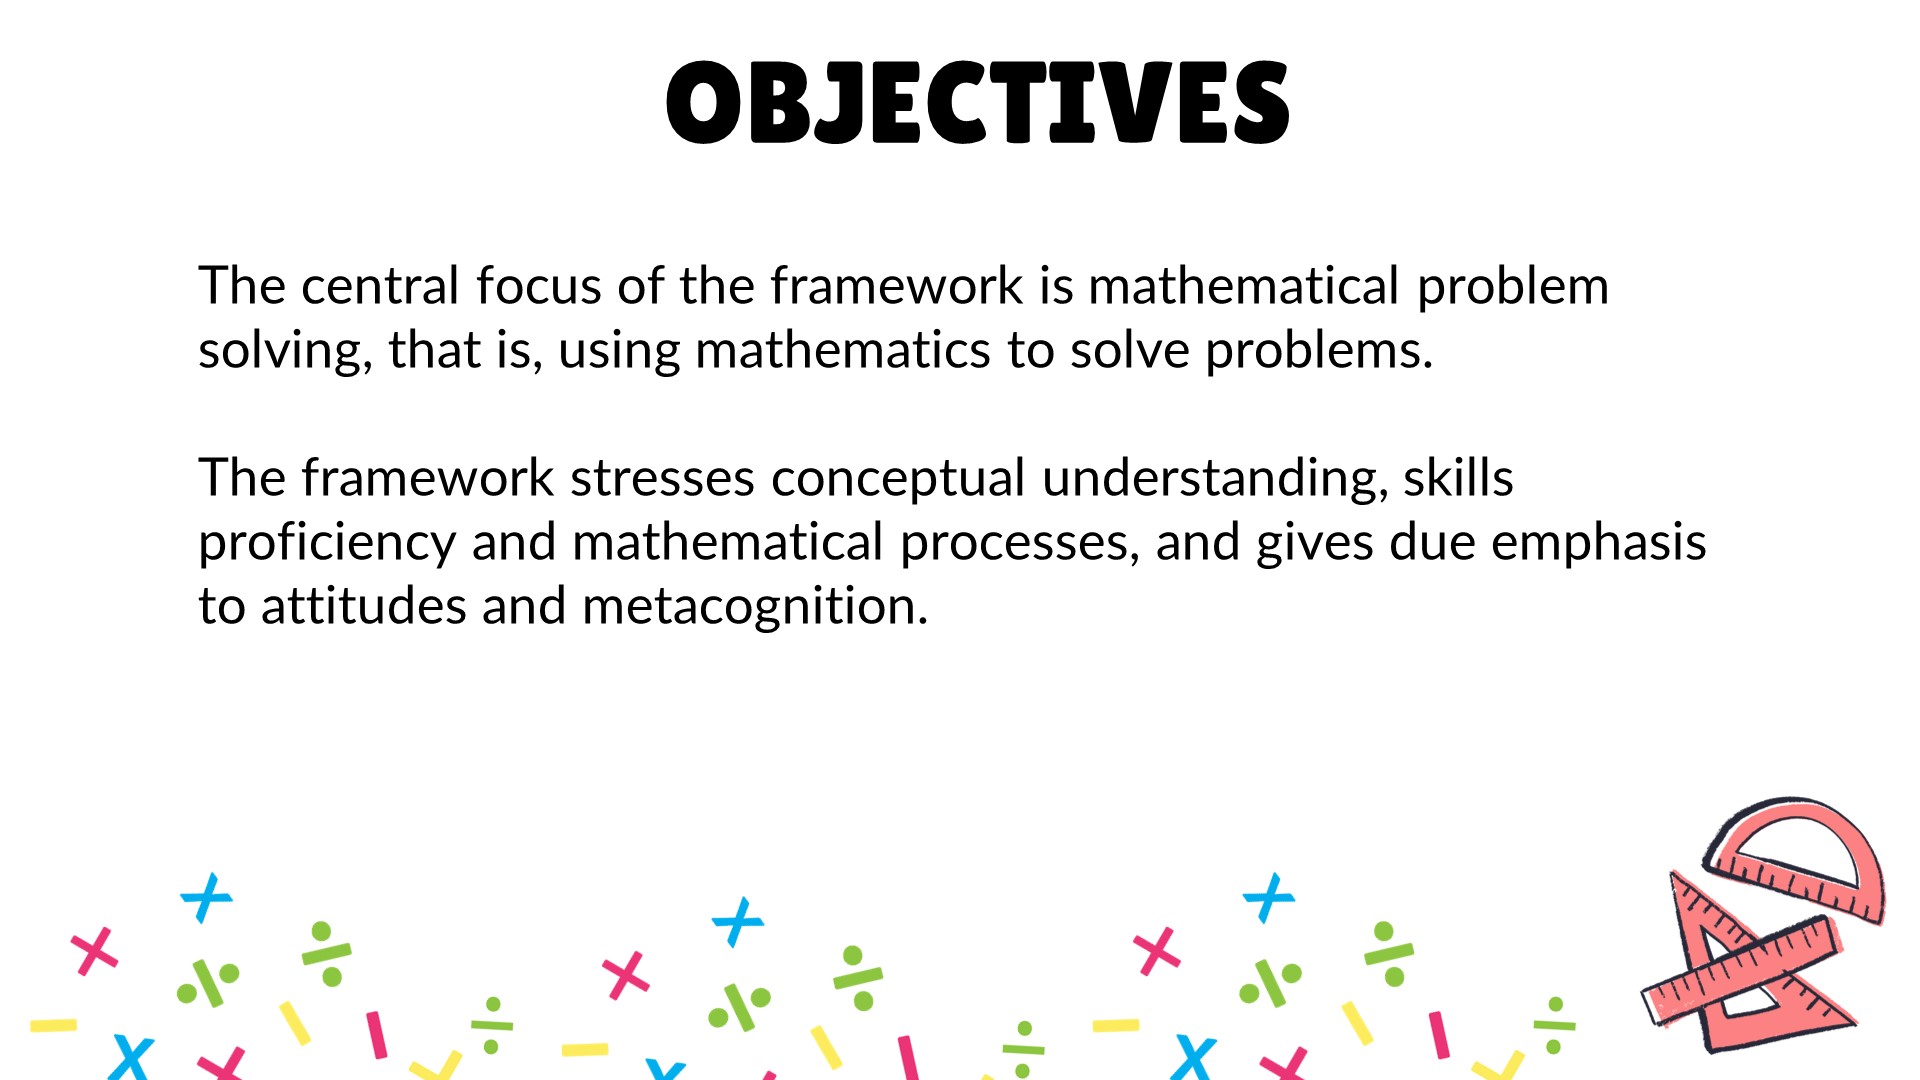 OBJECTIVES
The central focus of the framework is mathematical problem
solving, that is, using mathematics to solve problems.
The framework stresses conceptual understanding, skills
proficiency and mathematical processes, and gives due emphasis
to attitudes and metacognition.